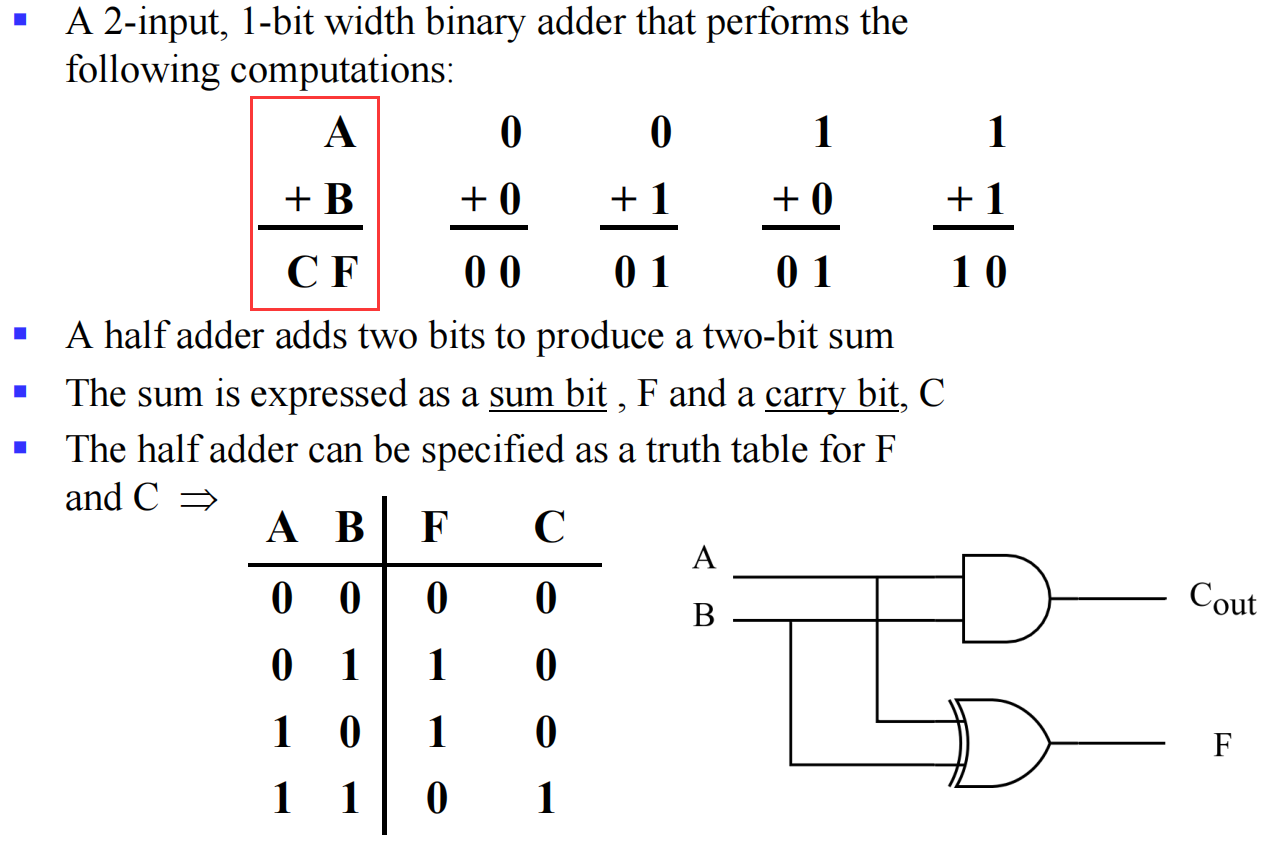 ▪ A 2-input, 1-bit width binary adder that performs the
following computations:
A 0 0 1 1
+ B + 0 + 1 + 0 + 1
C F 0 0 0 1 0 1 1 0
▪ A half adder adds two bits to produce a two-bit sum
▪ The sum is expressed as a sum bit , F and a carry bit, C
▪ The half adder can be specified as a truth table for F
and C ⇒
A B F C
0 0 0 0
0 1 1 0
1 0 1 0
1 1 0 1
A
B
Cout
F